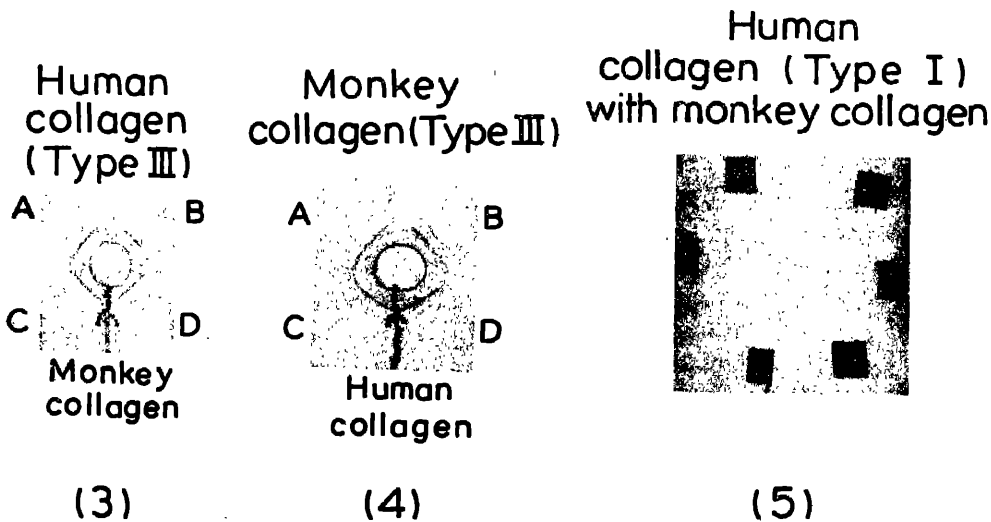 Human
collagen
(Type III)
A
B
C
D
Monkey
collagen
(3)
Monkey
collagen(Type III)
A
B
C
D
Human
collagen
(4)
Human
collagen (Type I)
with monkey collagen
(5)